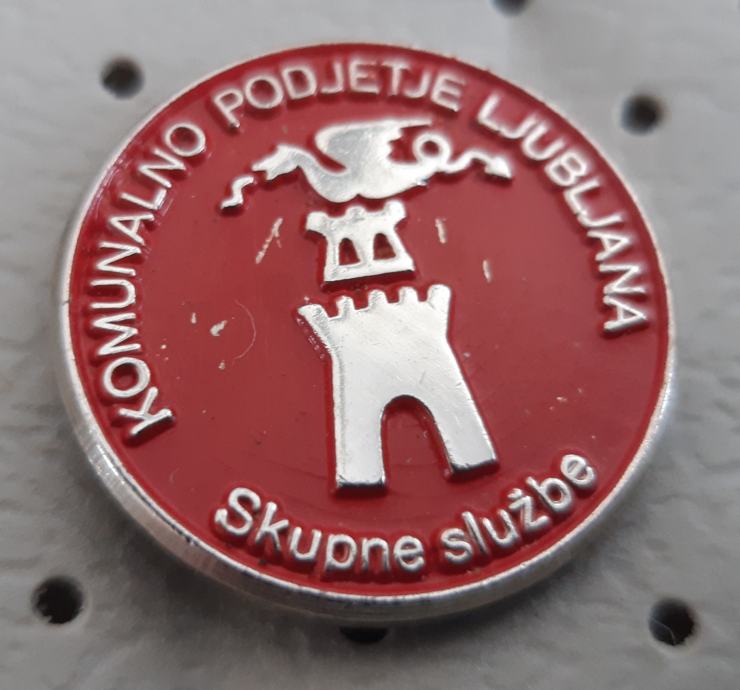 KOMUNALNO PODJETJE LJUBLJANA
Skupne službe